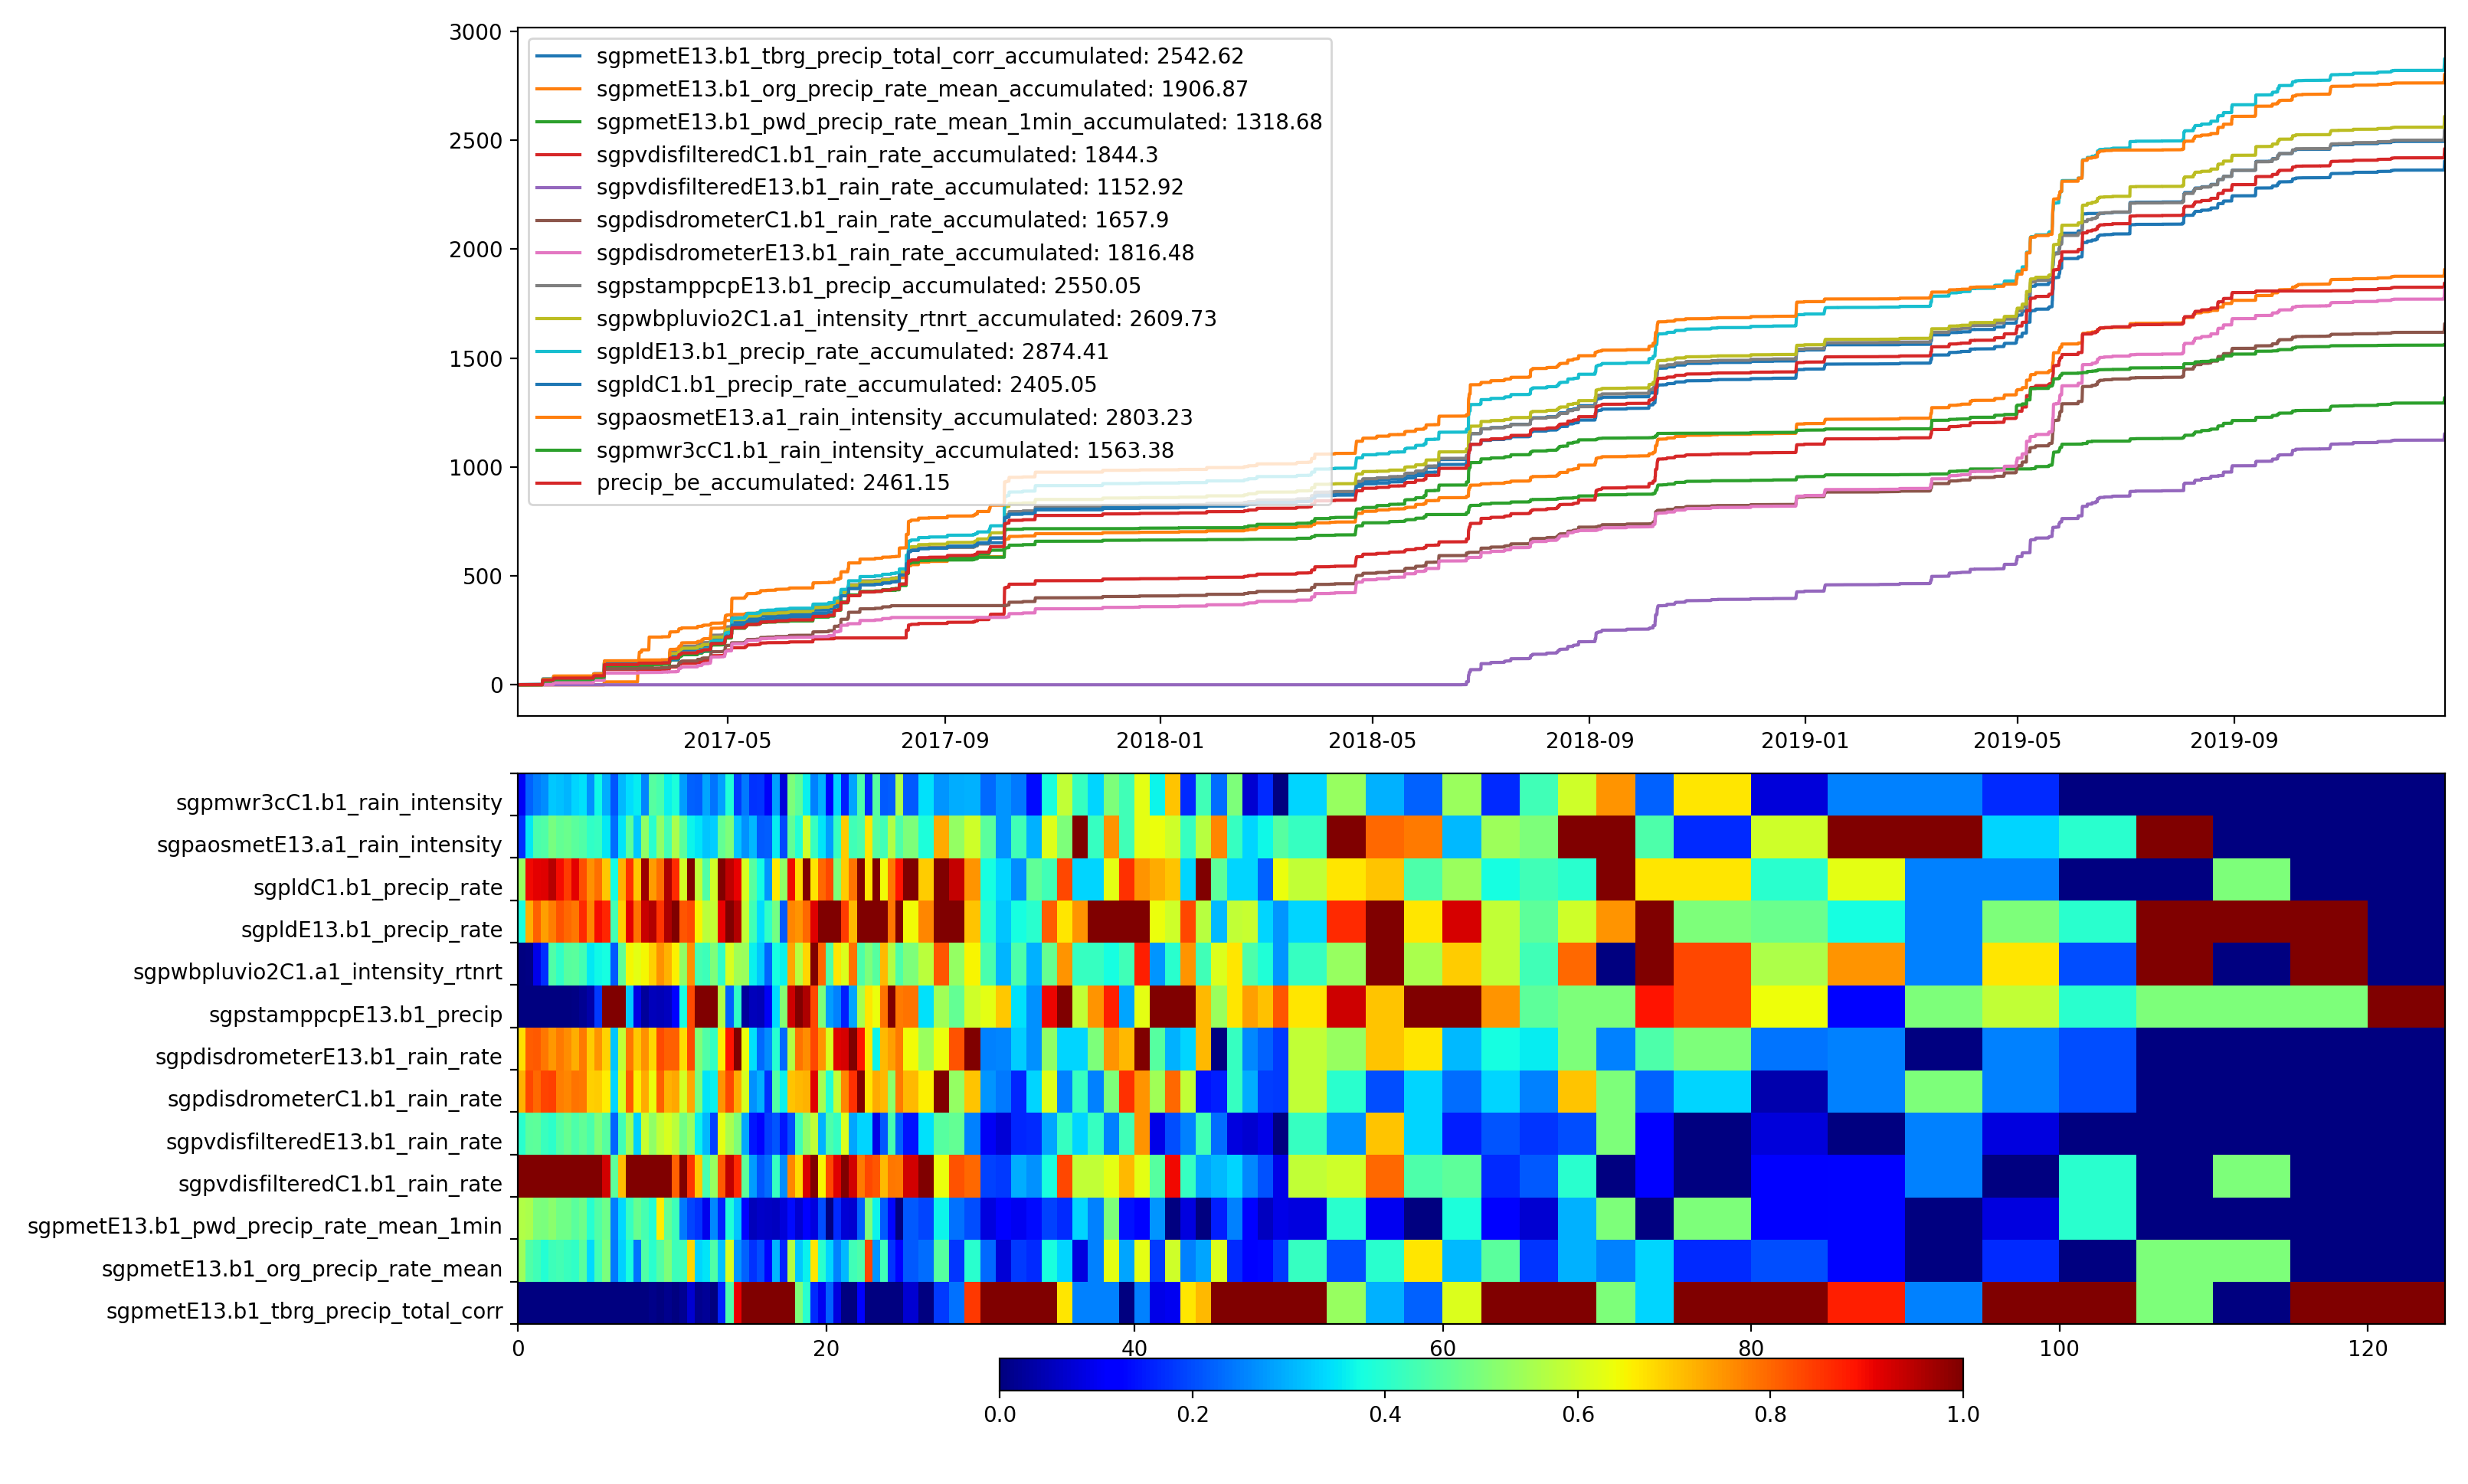 3000
2500
2000
1500
1000
500
0
sgpmetE13.b1_tbrg_precip_total_corr_accumulated: 2542.62
sgpmetE13.b1_org_precip_rate_mean_accumulated: 1906.87
sgpmetE13.b1_pwd_precip_rate_mean_1min_accumulated: 1318.68
sgpvdisfilteredC1.b1_rain_rate_accumulated: 1844.3
sgpvdisfilteredE13.b1_rain_rate_accumulated: 1152.92
sgpdisdrometerC1.b1_rain_rate_accumulated: 1657.9
sgpdisdrometerE13.b1_rain_rate_accumulated: 1816.48
sgpstamppcpE13.b1_precip_accumulated: 2550.05
sgpwbpluvio2C1.a1_intensity_rtnrt_accumulated: 2609.73
sgpldE13.b1_precip_rate_accumulated: 2874.41
sgpldC1.b1_precip_rate_accumulated: 2405.05
sgpaosmetE13.a1_rain_intensity_accumulated: 2803.23
sgpmwr3cC1.b1_rain_intensity_accumulated: 1563.38
precip_be_accumulated: 2461.15
2017-05 2017-09 2018-01 2018-05 2018-09 2019-01 2019-05 2019-09
sgpmwr3cC1.b1_rain_intensity
sgpaosmetE13.a1_rain_intensity
sgpldC1.b1_precip_rate
sgpldE13.b1_precip_rate
sgpwbpluvio2C1.a1_intensity_rtnrt
sgpstamppcpE13.b1_precip
sgpdisdrometerE13.b1_rain_rate
sgpdisdrometerC1.b1_rain_rate
sgpvdisfilteredE13.b1_rain_rate
sgpvdisfilteredC1.b1_rain_rate
sgpmetE13.b1_pwd_precip_rate_mean_1min
sgpmetE13.b1_org_precip_rate_mean
sgpmetE13.b1_tbrg_precip_total_corr
0 20 40 60 80 100 120
0.0 0.2 0.4 0.6 0.8 1.0